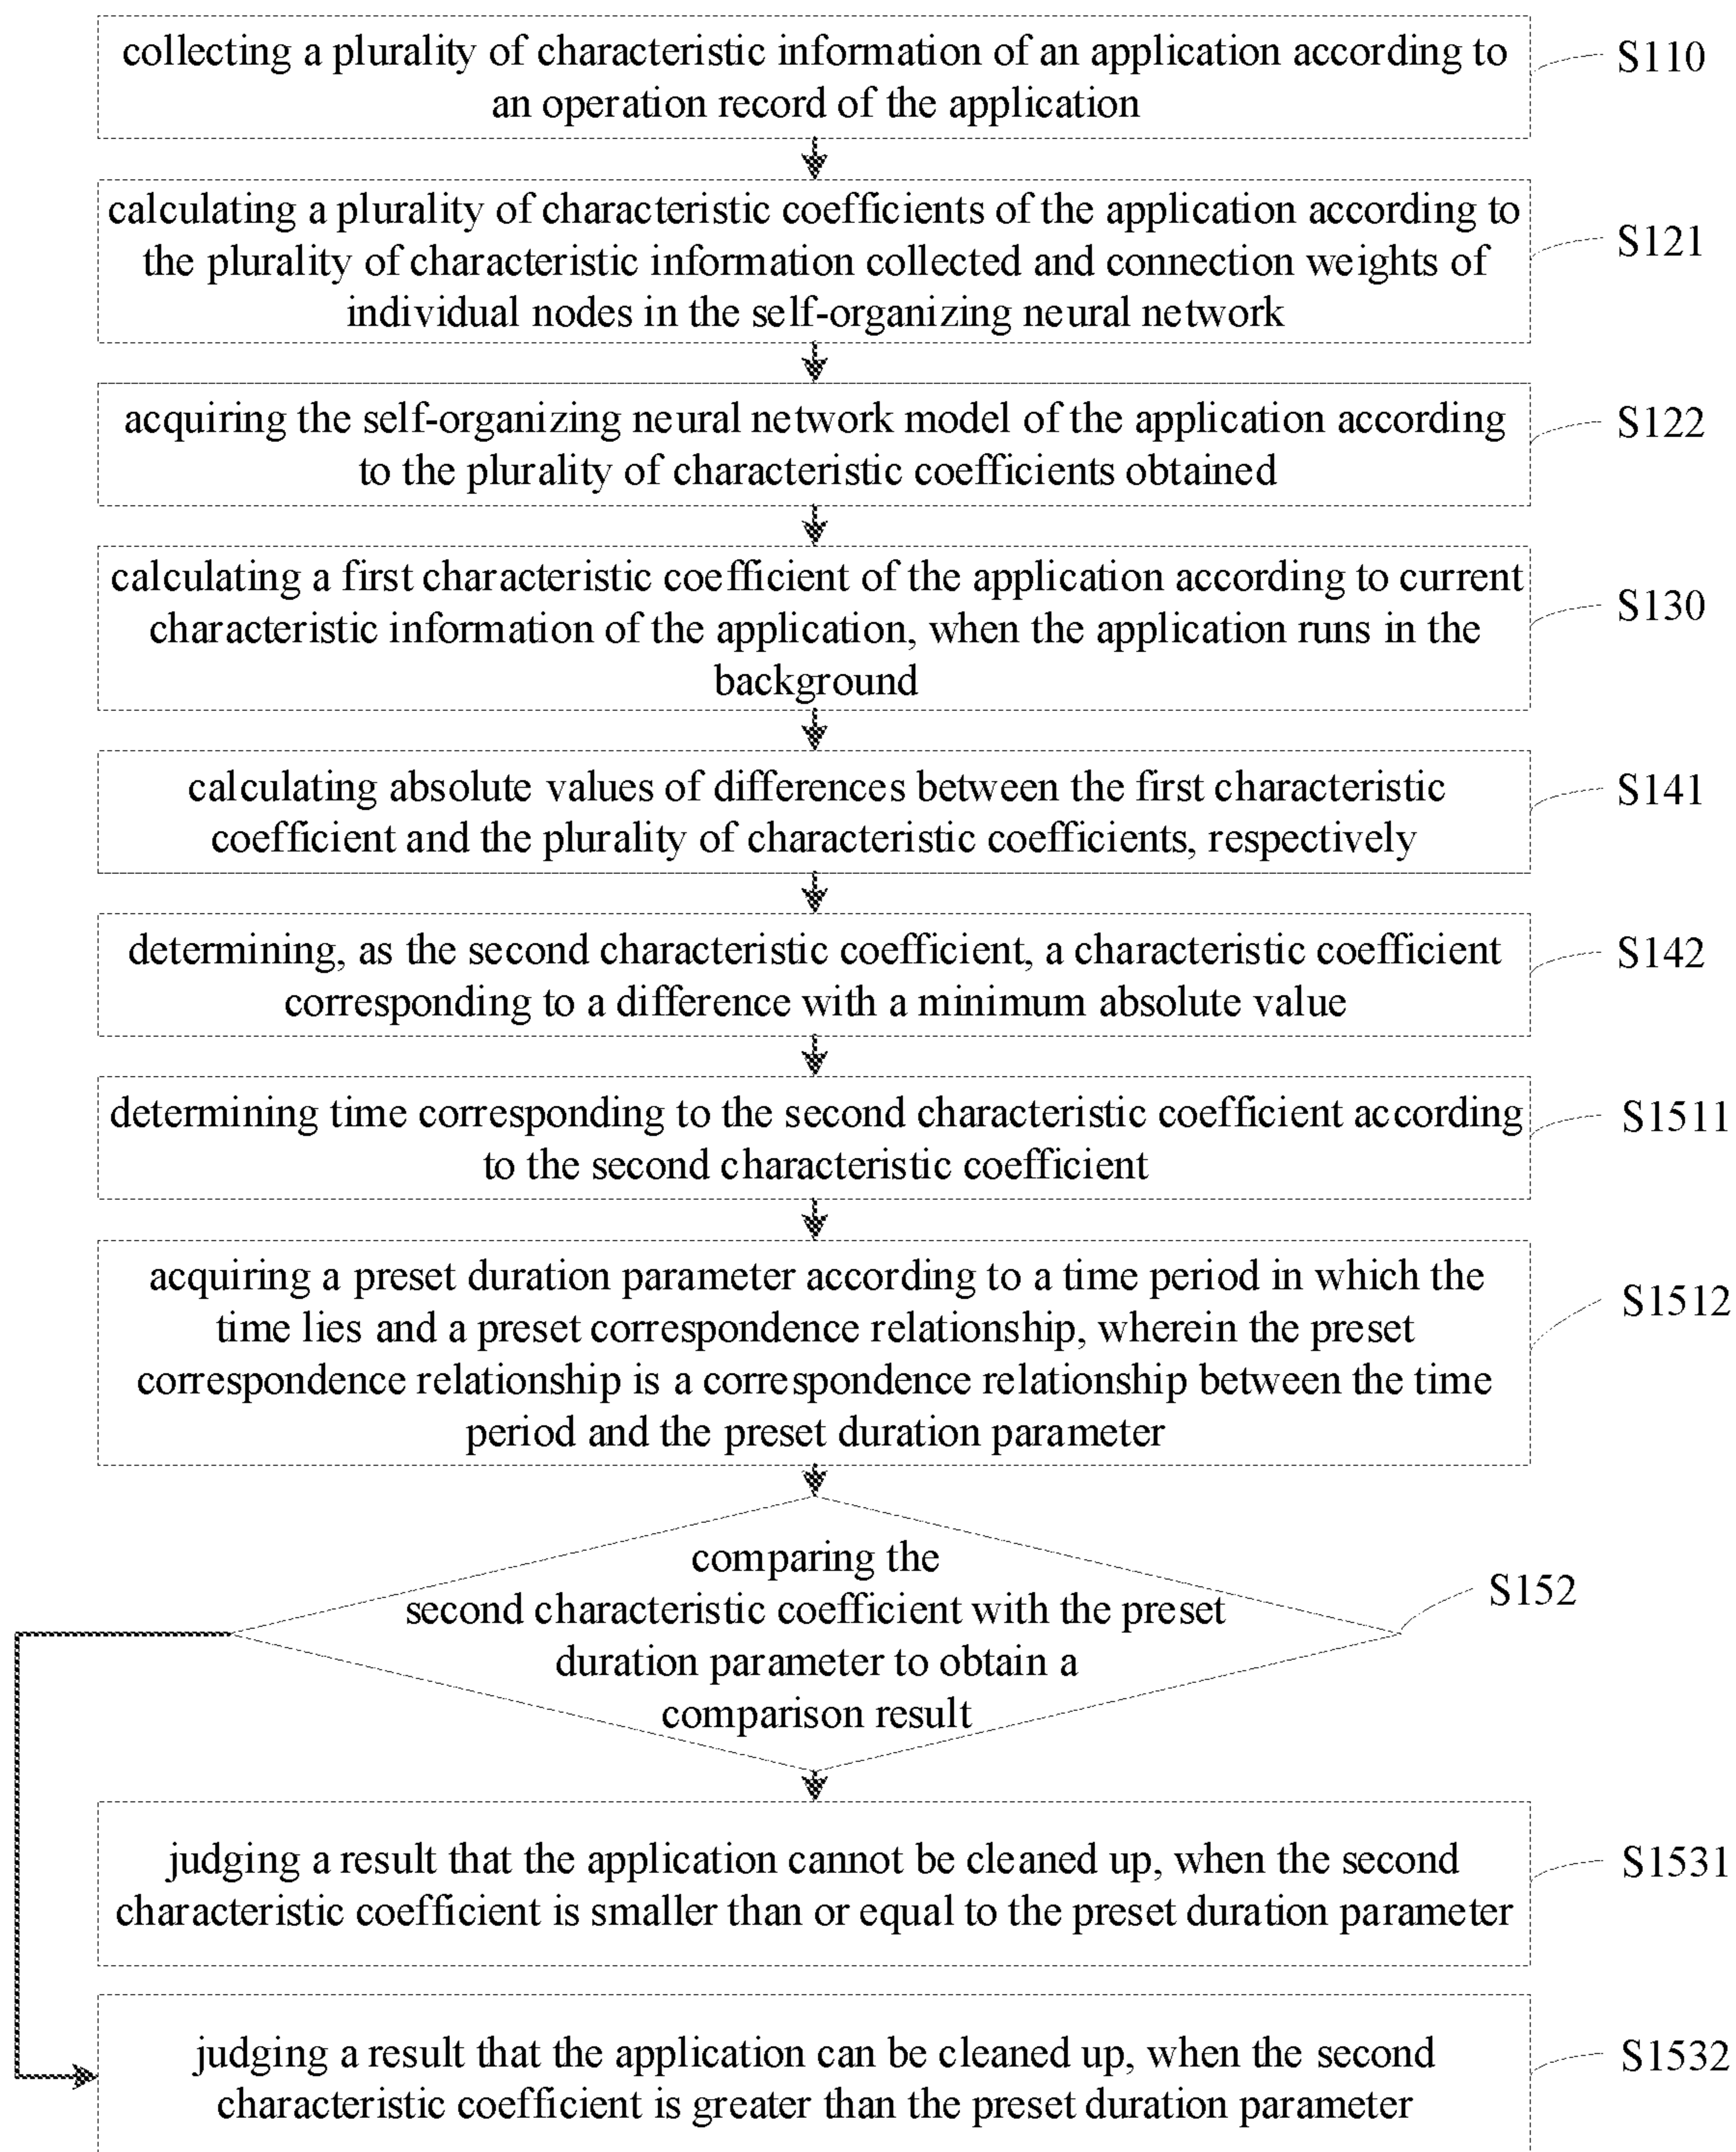 collecting a plurality of characteristic information of an application according to
an operation record of the application
S110
calculating a plurality of characteristic coefficients of the application according to
the plurality of characteristic information collected and connection weights of
individual nodes in the self-organizing neural network
S121
acquiring the self-organizing neural network model of the application according
to the plurality of characteristic coefficients obtained
S122
calculating a first characteristic coefficient of the application according to current
characteristic information of the application, when the application runs in the
background
S130
calculating absolute values of differences between the first characteristic
coefficient and the plurality of characteristic coefficients, respectively
S141
determining, as the second characteristic coefficient, a characteristic coefficient
corresponding to a difference with a minimum absolute value
S142
determining time corresponding to the second characteristic coefficient according
to the second characteristic coefficient
S1511
acquiring a preset duration parameter according to a time period in which the
time lies and a preset correspondence relationship, wherein the preset
correspondence relationship is a correspondence relationship between the time
period and the preset duration parameter
S1512
comparing the
second characteristic coefficient with the preset
duration parameter to obtain a
comparison result
S152
judging a result that the application cannot be cleaned up, when the second
characteristic coefficient is smaller than or equal to the preset duration parameter
S1531
judging a result that the application can be cleaned up, when the second
characteristic coefficient is greater than the preset duration parameter
S1532